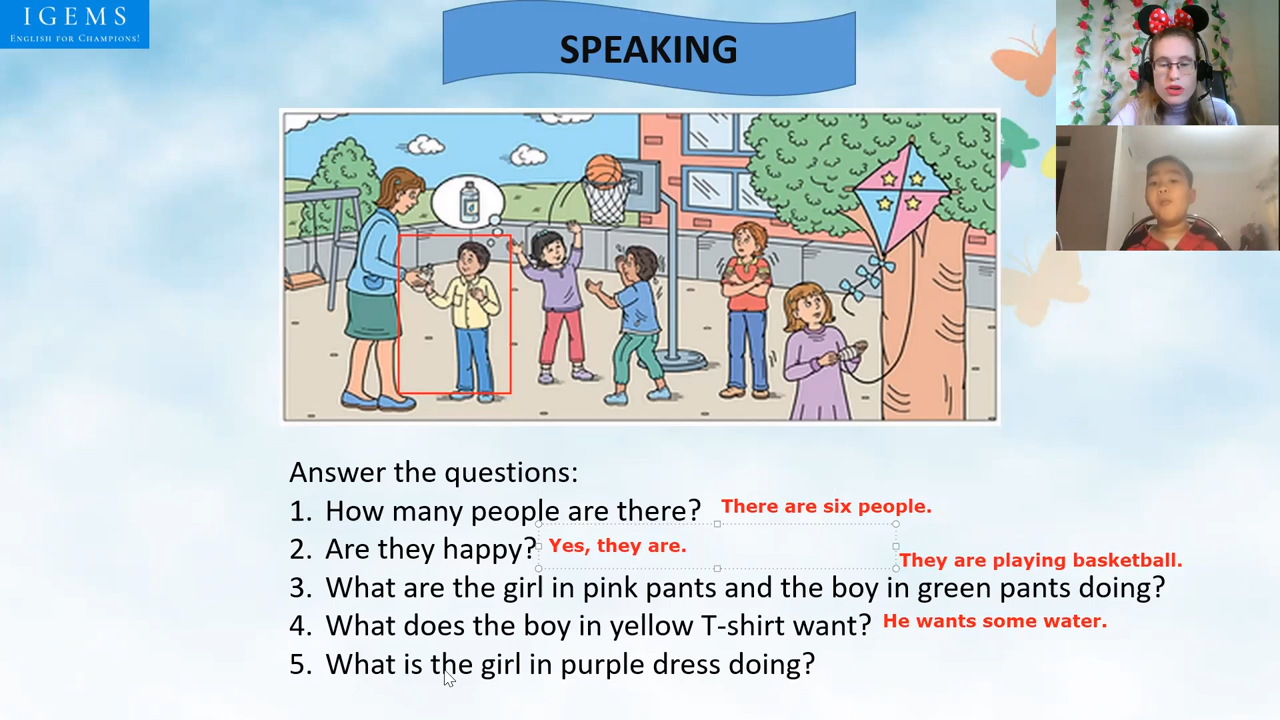 IGEMS
ENGLISH FOR CHAMPIONS!
SPEAKING
Answer the questions:
1. How many people are there? There are six people.
2. Are they happy? Yes, they are.
They are playing basketball.
3. What are the girl in pink pants and the boy in green pants doing?
4. What does the boy in yellow T-shirt want? He wants some water.
5. What is the girl in purple dress doing?